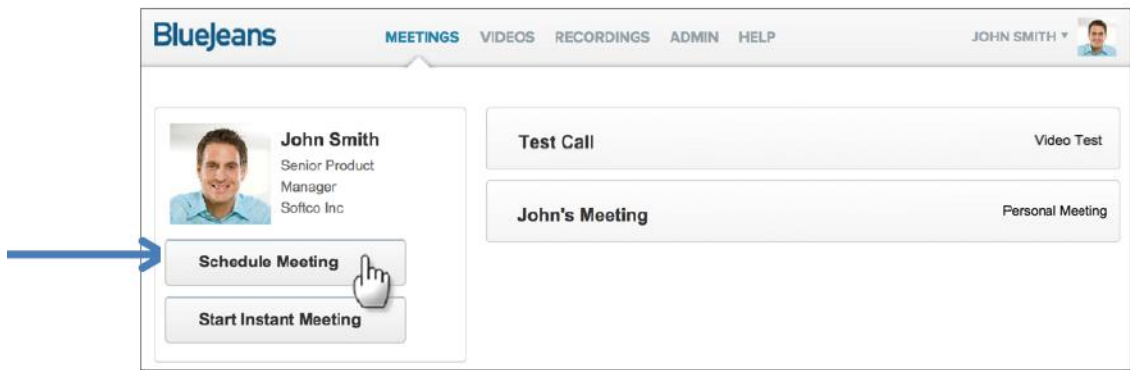 BlueJeans MEETINGS VIDEOS RECORDINGS ADMIN HELP JOHN SMITH
John Smith
Senior Product
Manager
Softco Inc
Schedule Meeting
Start Instant Meeting
Test Call Video Test
John's Meeting Personal Meeting